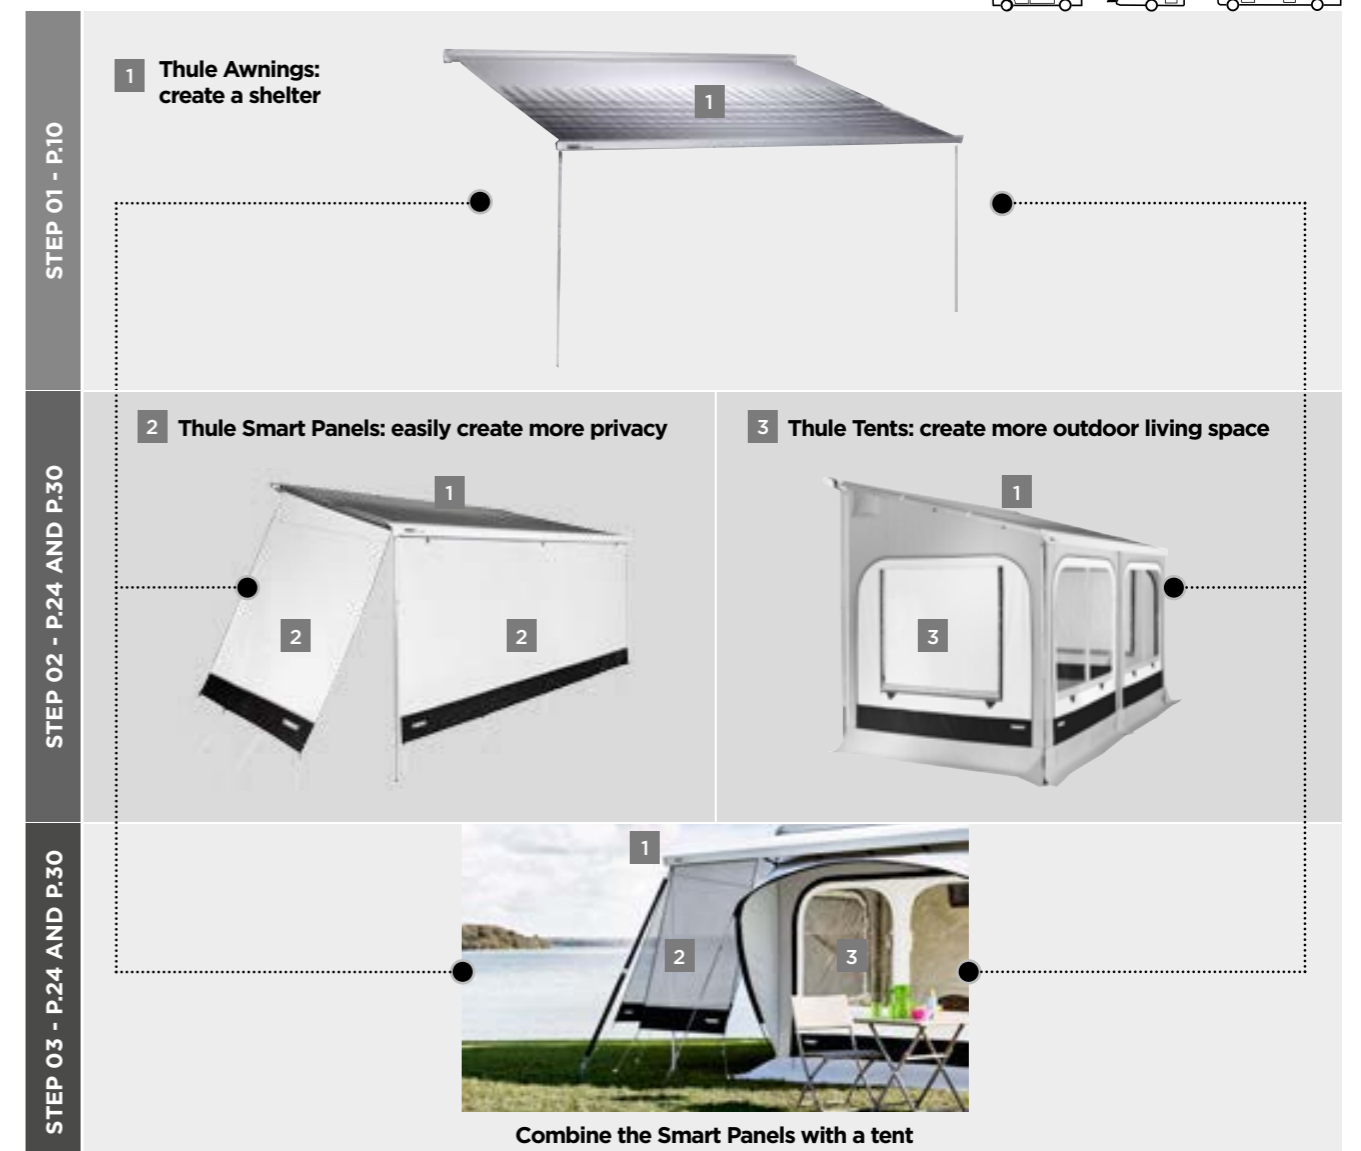 STEP 01 - P.10
1
Thule Awnings:
create a shelter
1
STEP 02 - P.24 AND P.30
2
Thule Smart Panels: easily create more privacy
1
2
2
3
Thule Tents: create more outdoor living space
1
3
STEP 03 - P.24 AND P.30
1
2
3
Combine the Smart Panels with a tent